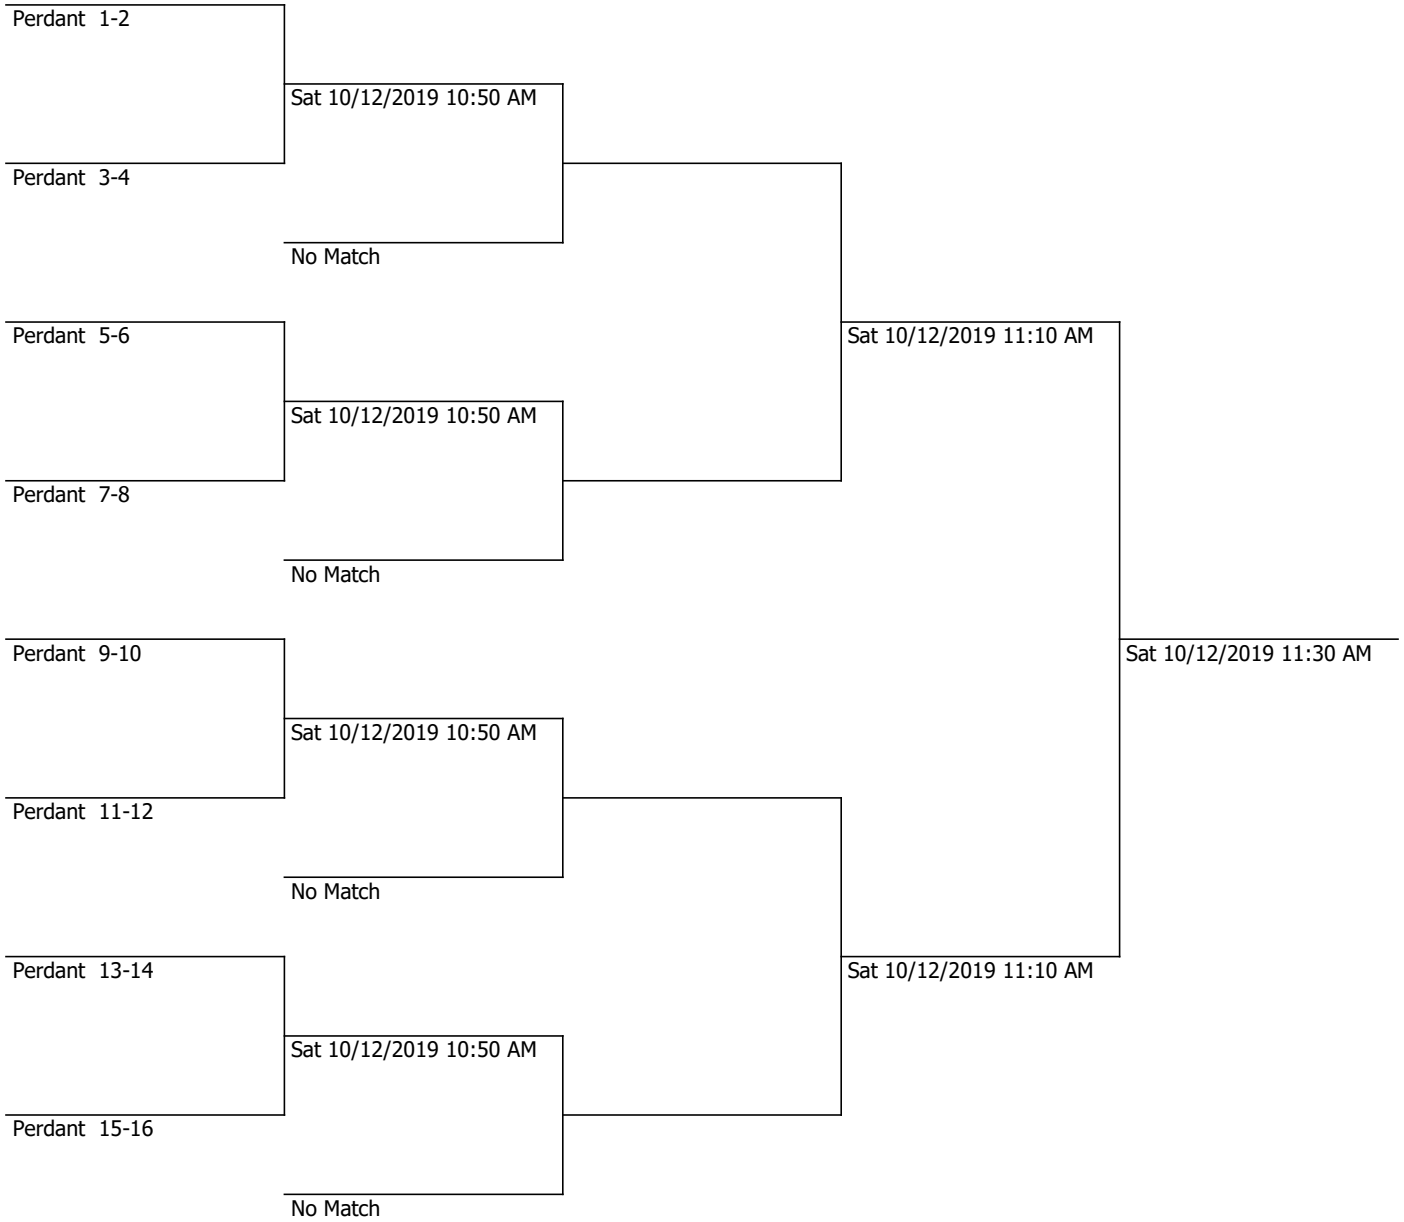 Perdant 1-2
Sat 10/12/2019 10:50 AM
Perdant 3-4
No Match
Perdant 5-6
Sat 10/12/2019 11:10 AM
Sat 10/12/2019 10:50 AM
Perdant 7-8
No Match
Perdant 9-10
Sat 10/12/2019 11:30 AM
Sat 10/12/2019 10:50 AM
Perdant 11-12
No Match
Perdant 13-14
Sat 10/12/2019 11:10 AM
Sat 10/12/2019 10:50 AM
Perdant 15-16
No Match